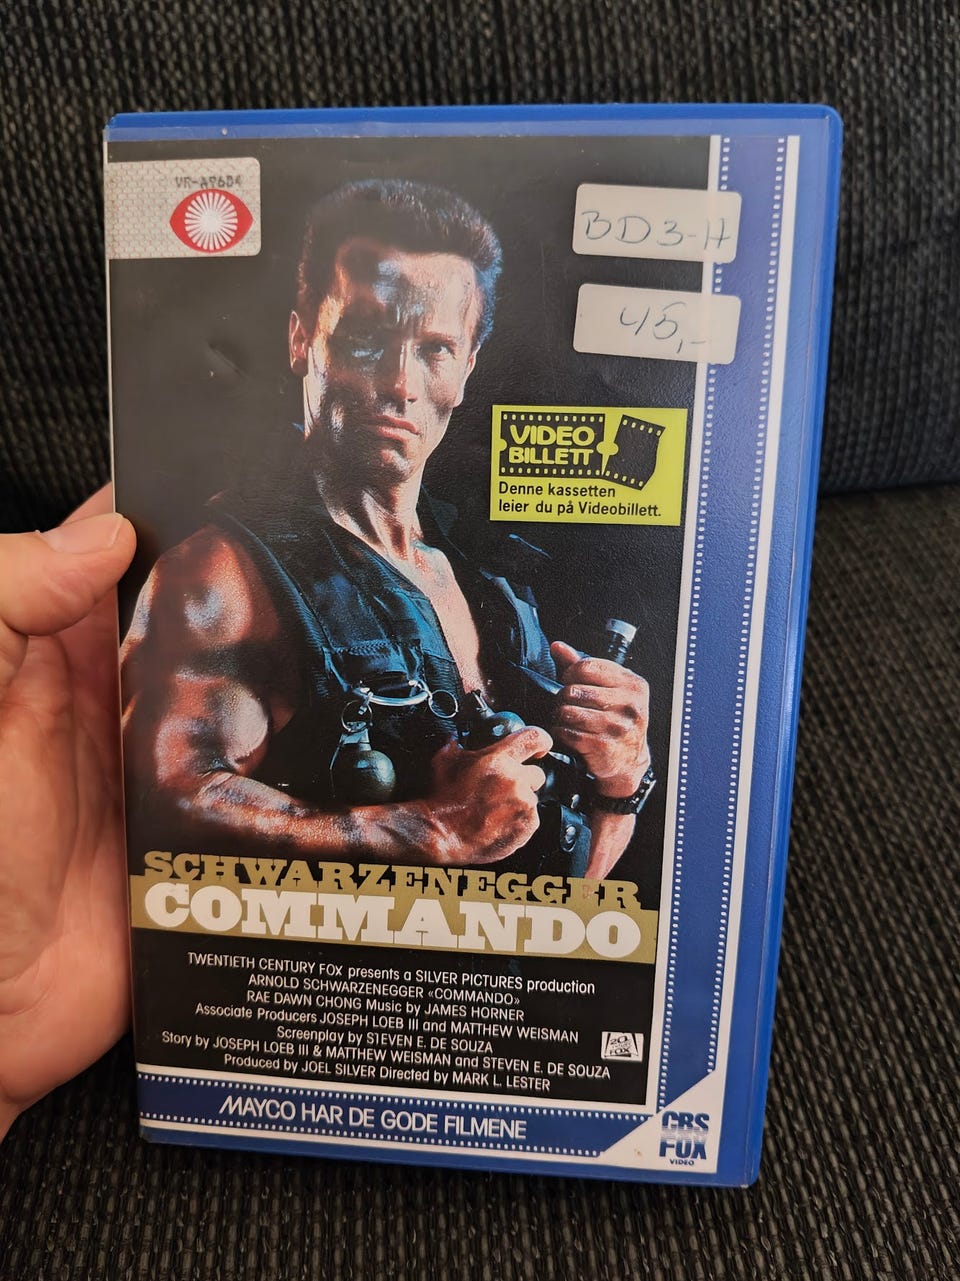 VR-A7684
BD3-H
45,-
VIDEO
BILLETT
Denne kassetten
leier du på Videobillett.
SCHWARZENEGGER
COMMANDO
TWENTIETH CENTURY FOX presents a SILVER PICTURES production
ARNOLD SCHWARZENEGGER «COMMANDO»
RAE DAWN CHONG Music by JAMES HORNER
Associate Producers JOSEPH LOEB III and MATTHEW WEISMAN
Screenplay by STEVEN E. DE SOUZA
Story by JOSEPH LOEB III & MATTHEW WEISMAN and STEVEN E. DE SOUZA
Produced by JOEL SILVER Directed by MARK L. LESTER
20
FOX
MAYCO HAR DE GODE FILMENE
CBS
FOX
VIDEO